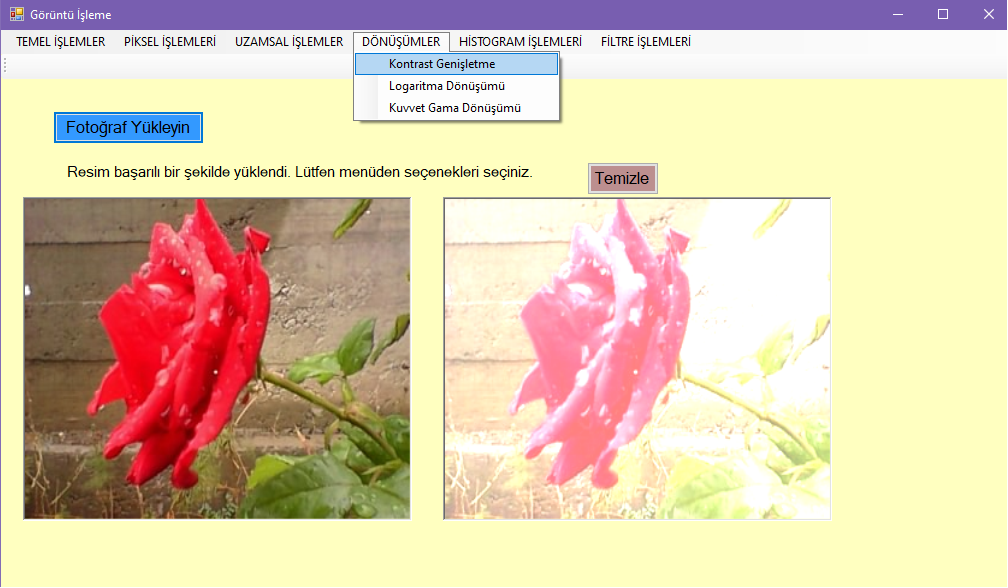 Görüntü İşleme
TEMEL İŞLEMLER PİKSEL İŞLEMLERİ UZAMSAL İŞLEMLER DÖNÜŞÜMLER HİSTOGRAM İŞLEMLERİ FİLTRE İŞLEMLERİ
Kontrast Genişletme
Logaritma Dönüşümü
Kuvvet Gama Dönüşümü
Fotoğraf Yükleyin
Resim başarılı bir şekilde yüklendi. Lütfen menüden seçenekleri seçiniz.
Temizle